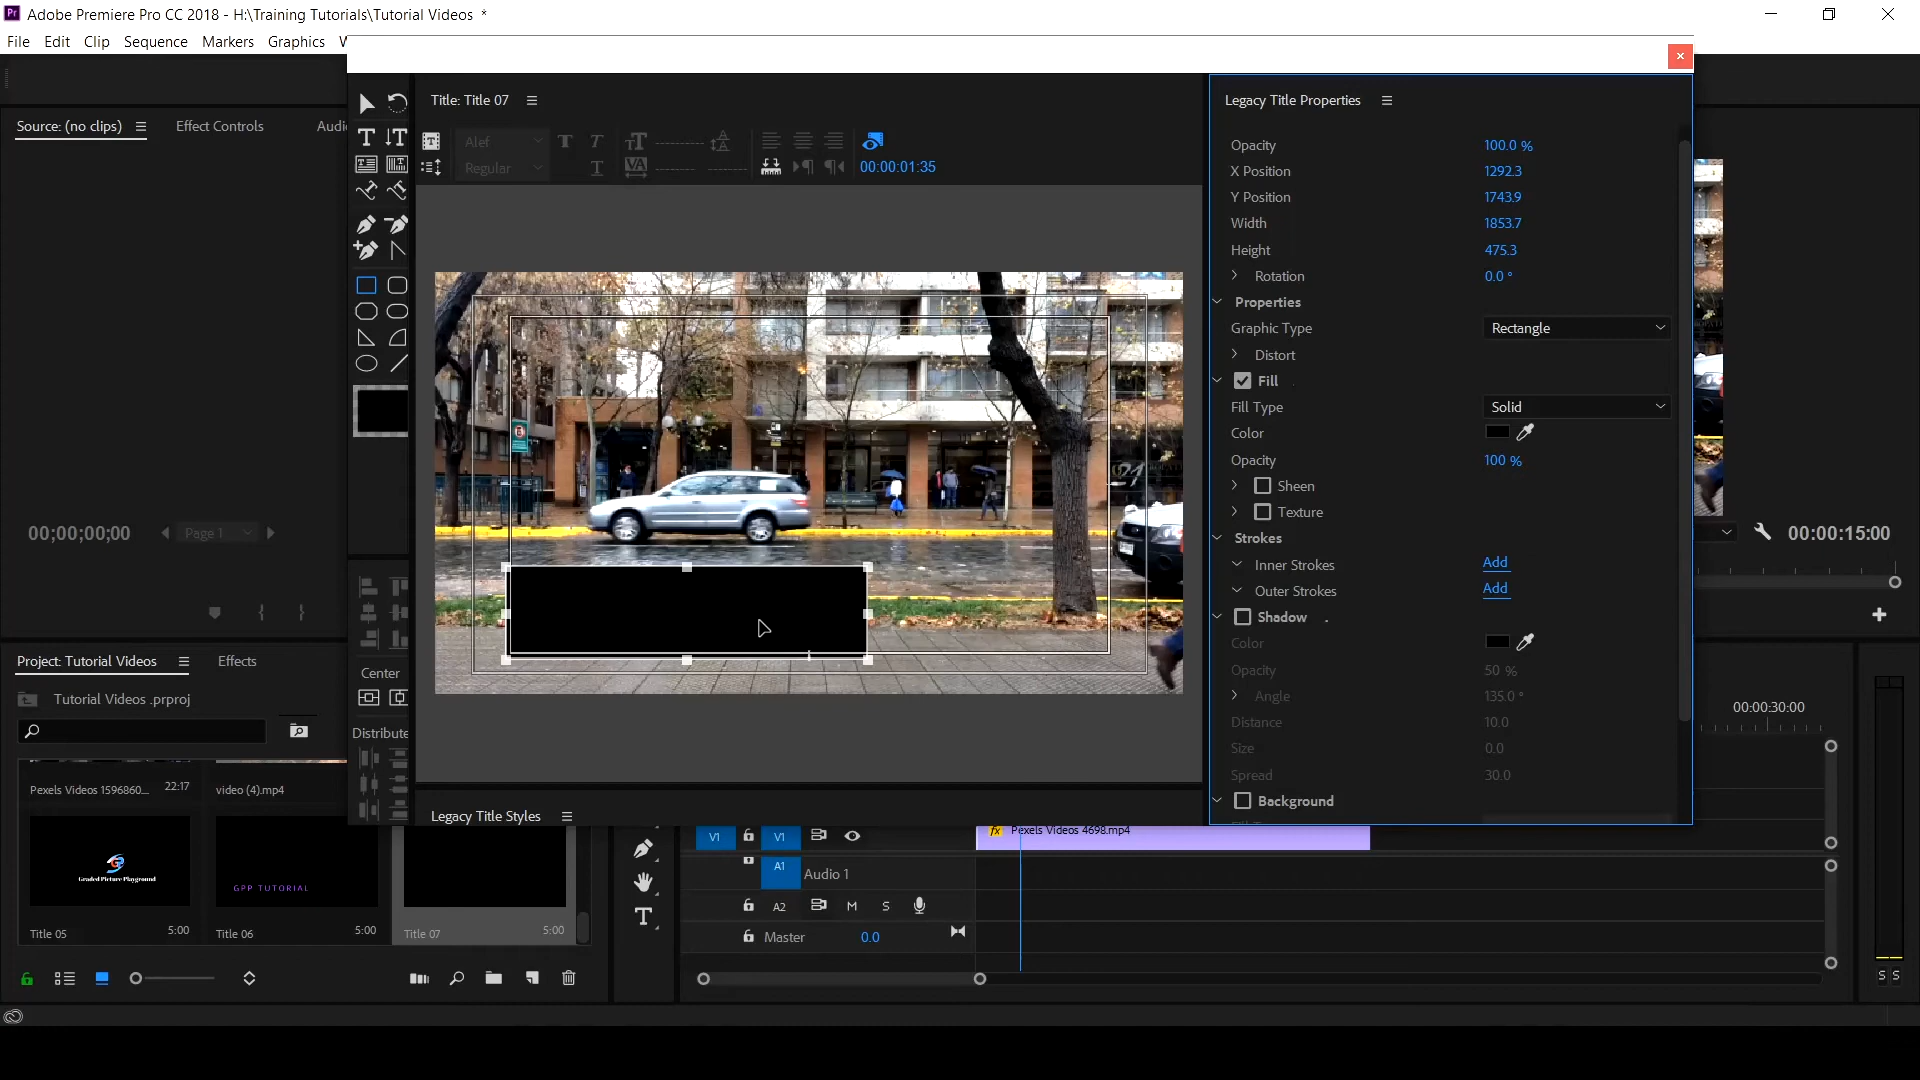 Adobe Premiere Pro CC 2018 - H:\Training Tutorials\Tutorial Videos *
File Edit Clip Sequence Markers Graphics
Source: (no clips) Effect Controls
Title: Title 07
Alef
Regular
00:00:01:35
Legacy Title Properties
Opacity 100.0 %
X Position 1292.3
Y Position 1743.9
Width 1853.7
Height 475.3
Rotation 0.0 °
Properties
Graphic Type Rectangle
Distort
Fill
Fill Type Solid
Color
Opacity 100 %
Sheen
Texture
Strokes
Inner Strokes Add
Outer Strokes Add
Shadow
Color
Opacity 50 %
Angle 135.0 °
Distance 10.0
Size 0.0
Spread 30.0
Background
00;00;00;00 Page 1
00:00:15:00
Center
Distribute
Legacy Title Styles
Project: Tutorial Videos Effects
Tutorial Videos .prproj
Pexels Videos 1596860... 22:17 video (4).mp4
Graded Picture Playground
GPP TUTORIAL
Title 05 5:00 Title 06 5:00 Title 07 5:00
00:00:30:00
V1 V1 fx Pexels Videos 4698.mp4
A1 Audio 1
A2 M S
Master 0.0
S S